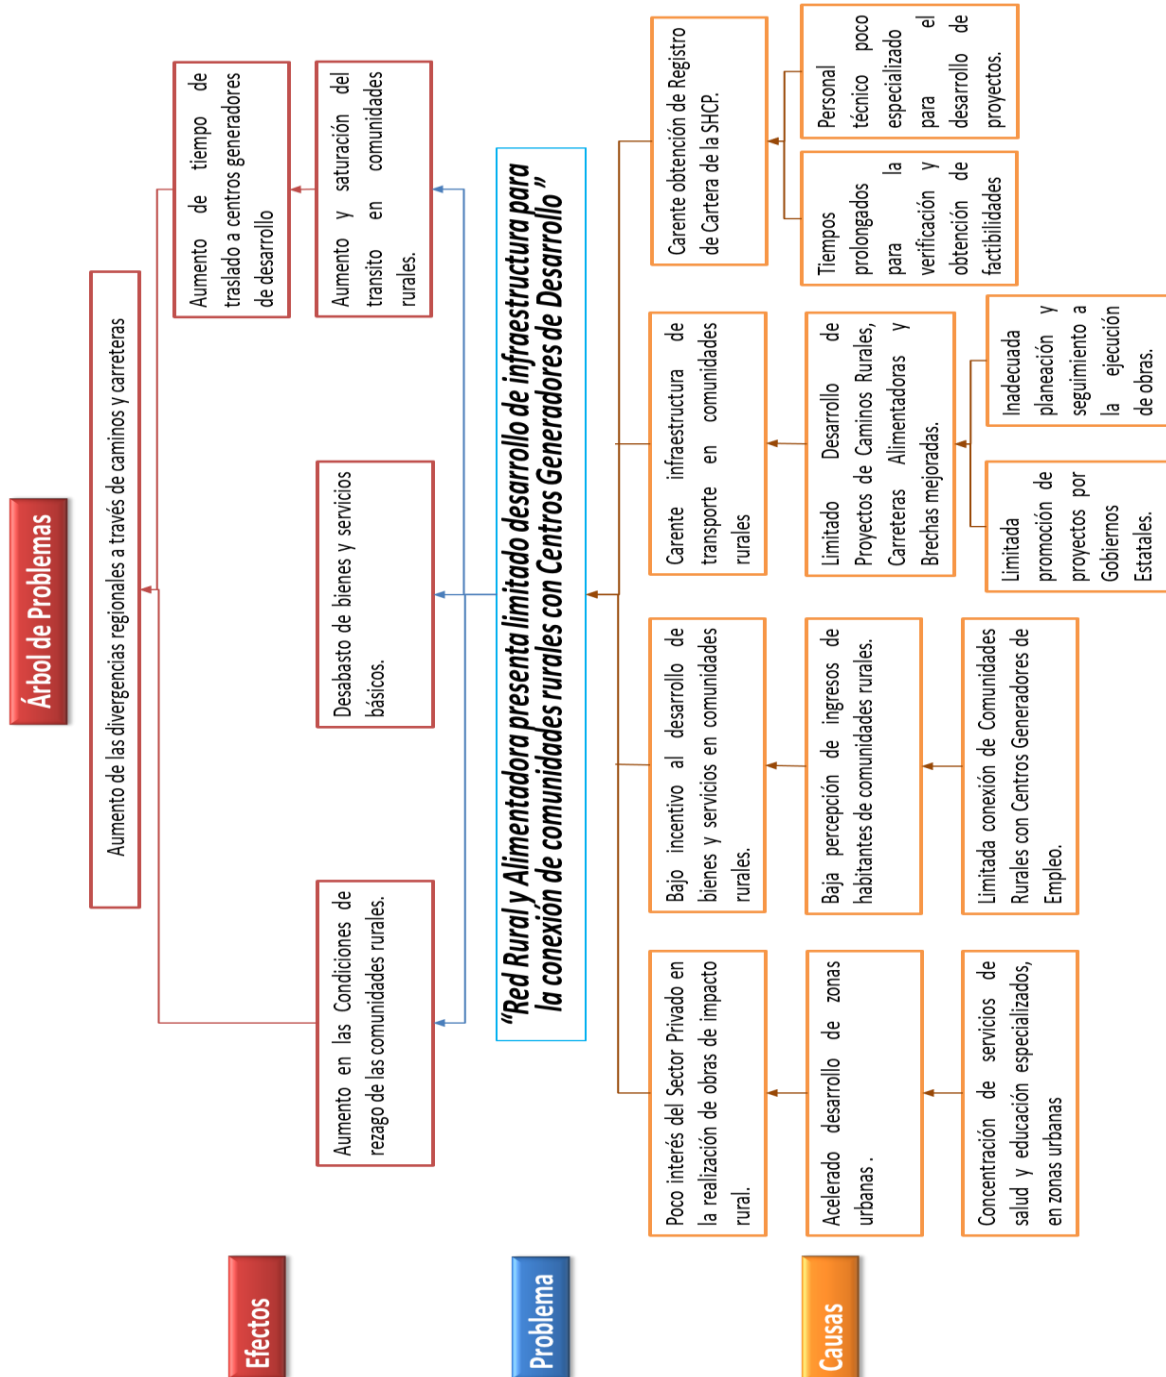 Árbol de Problemas
Efectos
Aumento de las divergencias regionales a través de caminos y carreteras
Aumento de tiempo de
traslado a centros generadores
de desarrollo
Aumento en las Condiciones de
rezago de las comunidades rurales.
Desabasto de bienes y servicios
básicos.
Aumento y saturación del
transito en comunidades
rurales.
Problema
“Red Rural y Alimentadora presenta limitado desarrollo de infraestructura para
la conexión de comunidades rurales con Centros Generadores de Desarrollo”
Causas
Poco interés del Sector Privado en
la realización de obras de impacto
rural.
Acelerado desarrollo de zonas
urbanas .
Concentración de servicios de
salud y educación especializados,
en zonas urbanas
Bajo incentivo al desarrollo de
bienes y servicios en comunidades
rurales.
Baja percepción de ingresos de
habitantes de comunidades rurales.
Limitada conexión de Comunidades
Rurales con Centros Generadores de
Empleo.
Carente infraestructura de
transporte en comunidades
rurales
Limitado Desarrollo de
Proyectos de Caminos Rurales,
Carreteras Alimentadoras y
Brechas mejoradas.
Limitada
promoción de
proyectos por
Gobiernos
Estatales.
Inadecuada
planeación y
seguimiento a
la ejecución
de obras.
Carente obtención de Registro
de Cartera de la SHCP.
Tiempos
prolongados
para la
verificación y
obtención de
factibilidades
Personal
técnico poco
especializado
para el
desarrollo de
proyectos.